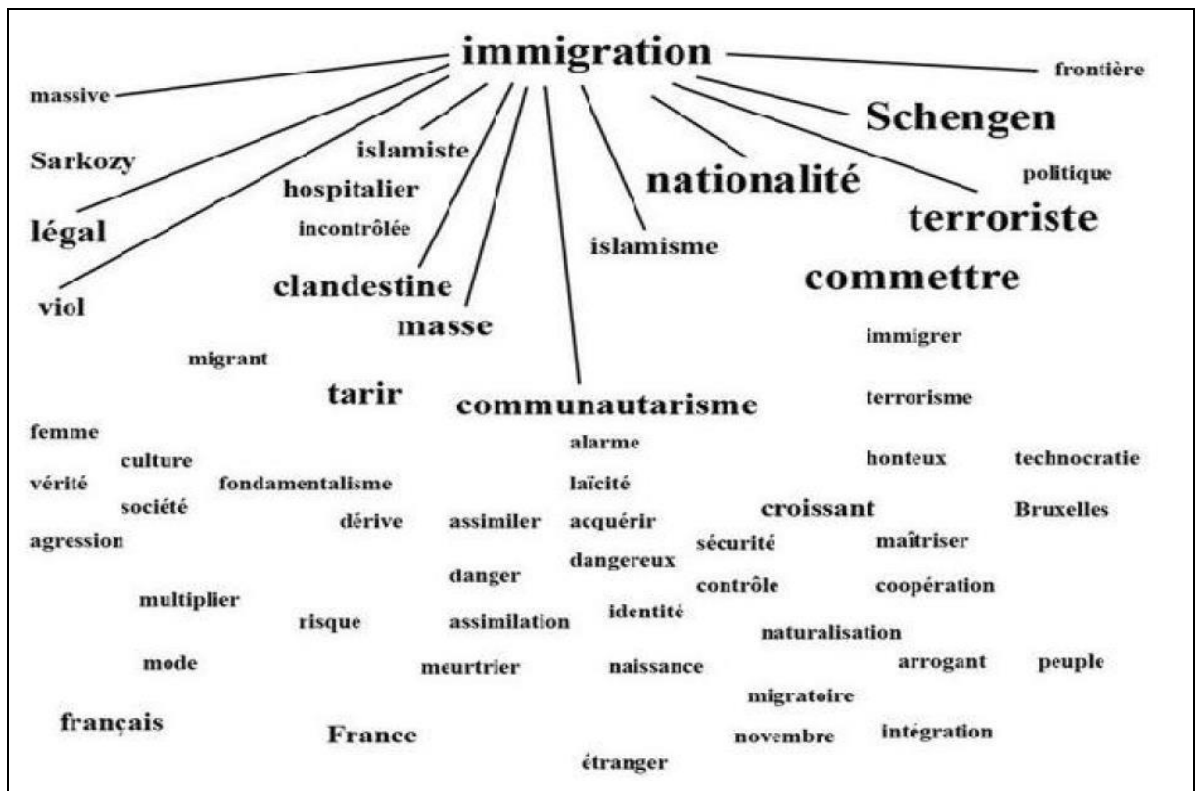 immigration
frontière
massive
Schengen
islamiste
Sarkozy
politique
nationalité
hospitalier
terroriste
incontrôlée
légal
islamisme
commettre
clandestine
viol
masse
immigrer
migrant
tarir
terrorisme
communautarisme
femme
alarme
culture
honteux
technocratie
vérité
fondamentalisme
laïcité
société
croissant
Bruxelles
dérive
assimiler
acquérir
agression
sécurité
maîtriser
dangereux
danger
contrôle
coopération
multiplier
identité
risque
assimilation
naturalisation
mode
meurtrier
naissance
arrogant
peuple
migratoire
français
France
novembre
intégration
étranger